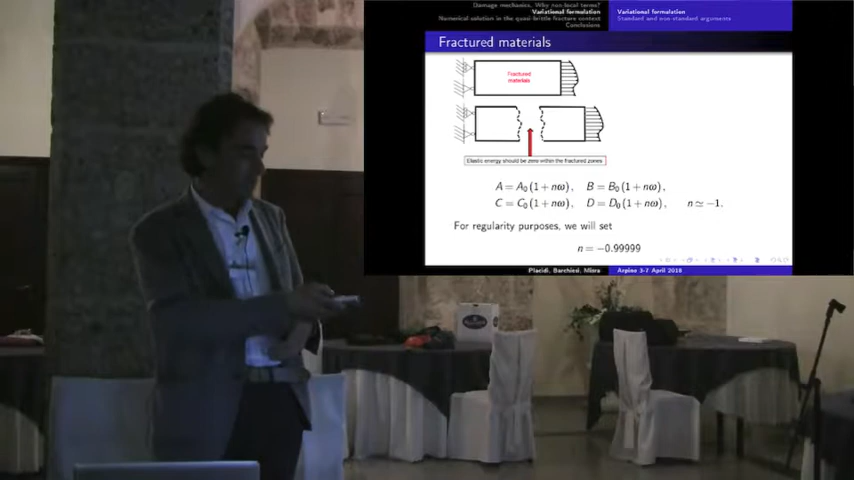 Damage mechanics. Why non local terms?
Variational formulation
Numerical solution in the quasi-brittle fracture context
Conclusions
Variational formulation
Standard and non-standard arguments
Fractured materials
Fractured
materials
Elastic energy should be zero within the fractured zones
A = A₀ (1 + nω), B = B₀ (1 + nω),
C = C₀ (1 + nω), D = D₀ (1 + nω), n ≃ −1.
For regularity purposes, we will set
n = −0.99999
Placidi, Barchiesi, Misra
Arpino 3-7 April 2018